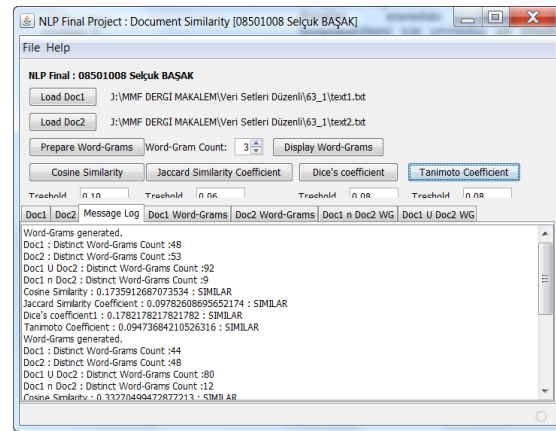 NLP Final Project : Document Similarity [08501008 Selçuk BAŞAK]
File Help
NLP Final : 08501008 Selçuk BAŞAK
Load Doc1 J:\MMF DERGİ MAKALEM\Veri Setleri Düzenli\63_1\text1.txt
Load Doc2 J:\MMF DERGİ MAKALEM\Veri Setleri Düzenli\63_1\text2.txt
Prepare Word-Grams Word-Gram Count: 3 Display Word-Grams
Cosine Similarity Jaccard Similarity Coefficient Dice's coefficient Tanimoto Coefficient
Treshold 0.10 Treshold 0.06 Treshold 0.08 Treshold 0.08
Doc1 Doc2 Message Log Doc1 Word-Grams Doc2 Word-Grams Doc1 n Doc2 WG Doc1 U Doc2 WG
Word-Grams generated.
Doc1 : Distinct Word-Grams Count :48
Doc2 : Distinct Word-Grams Count :53
Doc1 U Doc2 : Distinct Word-Grams Count :92
Doc1 n Doc2 : Distinct Word-Grams Count :9
Cosine Similarity : 0.1735912687073534 : SIMILAR
Jaccard Similarity Coefficient : 0.09782608695652174 : SIMILAR
Dice's coefficient1 : 0.1782178217821782 : SIMILAR
Tanimoto Coefficient : 0.09473684210526316 : SIMILAR
Word-Grams generated.
Doc1 : Distinct Word-Grams Count :44
Doc2 : Distinct Word-Grams Count :48
Doc1 U Doc2 : Distinct Word-Grams Count :80
Doc1 n Doc2 : Distinct Word-Grams Count :12
Cosine Similarity : 0.33270499472877213 : SIMILAR